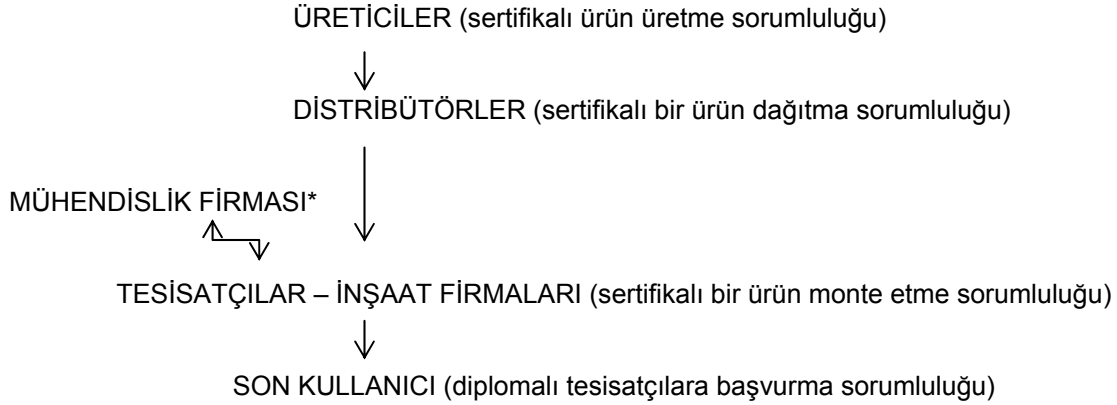 ÜRETİCİLER (sertifikalı ürün üretme sorumluluğu)
DİSTRİBÜTÖRLER (sertifikalı bir ürün dağıtma sorumluluğu)
MÜHENDİSLİK FİRMASI*
TESİSATÇILAR – İNŞAAT FİRMALARI (sertifikalı bir ürün monte etme sorumluluğu)
SON KULLANICI (diplomalı tesisatçılara başvurma sorumluluğu)